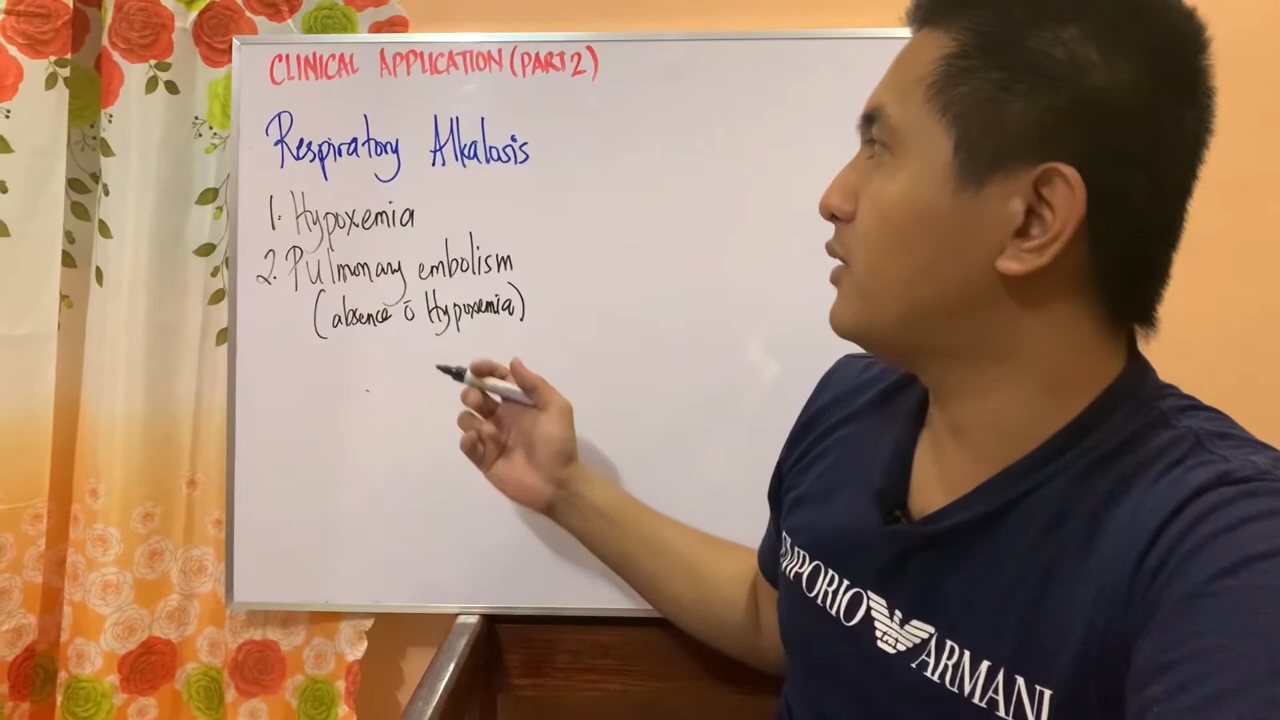 CLINICAL APPLICATION (PART 2)
Respiratory Alkalosis
1. Hypoxemia
2. Pulmonary embolism
(absence ō Hypoxemia)
EMPORIO ARMANI